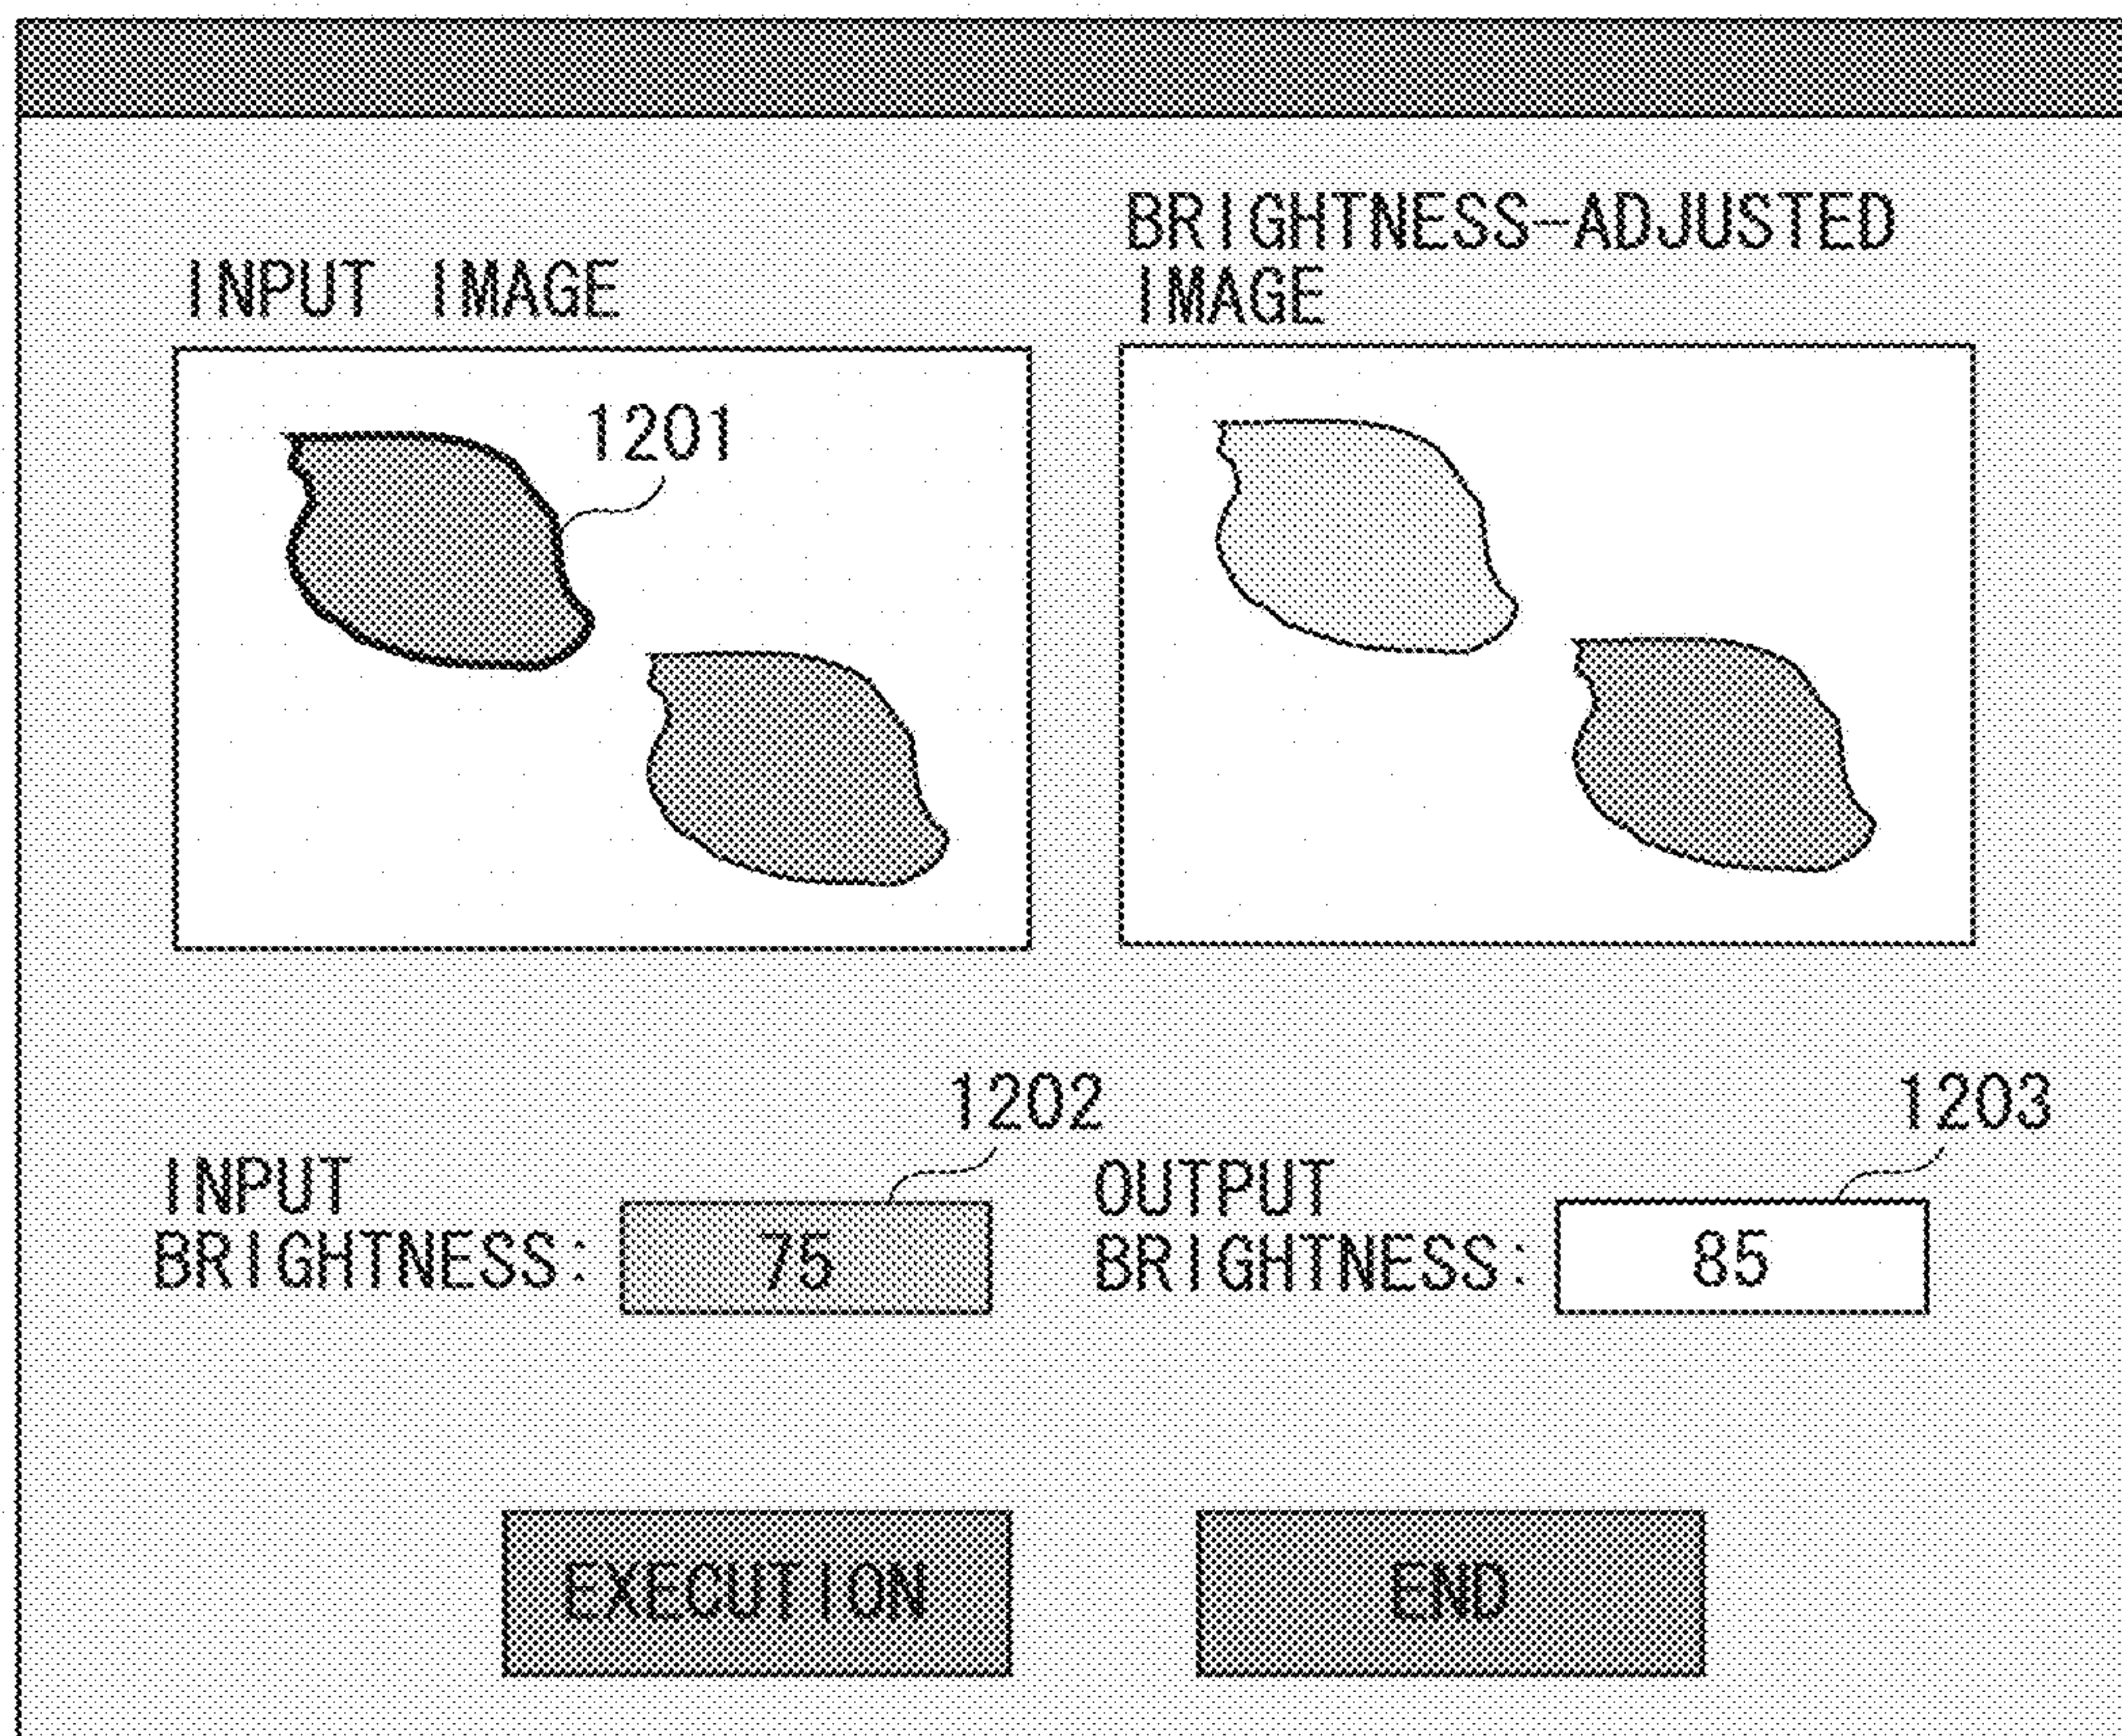 INPUT IMAGE
BRIGHTNESS-ADJUSTED
IMAGE
1201
1202
1203
INPUT
BRIGHTNESS: 75
OUTPUT
BRIGHTNESS: 85
EXECUTION
END